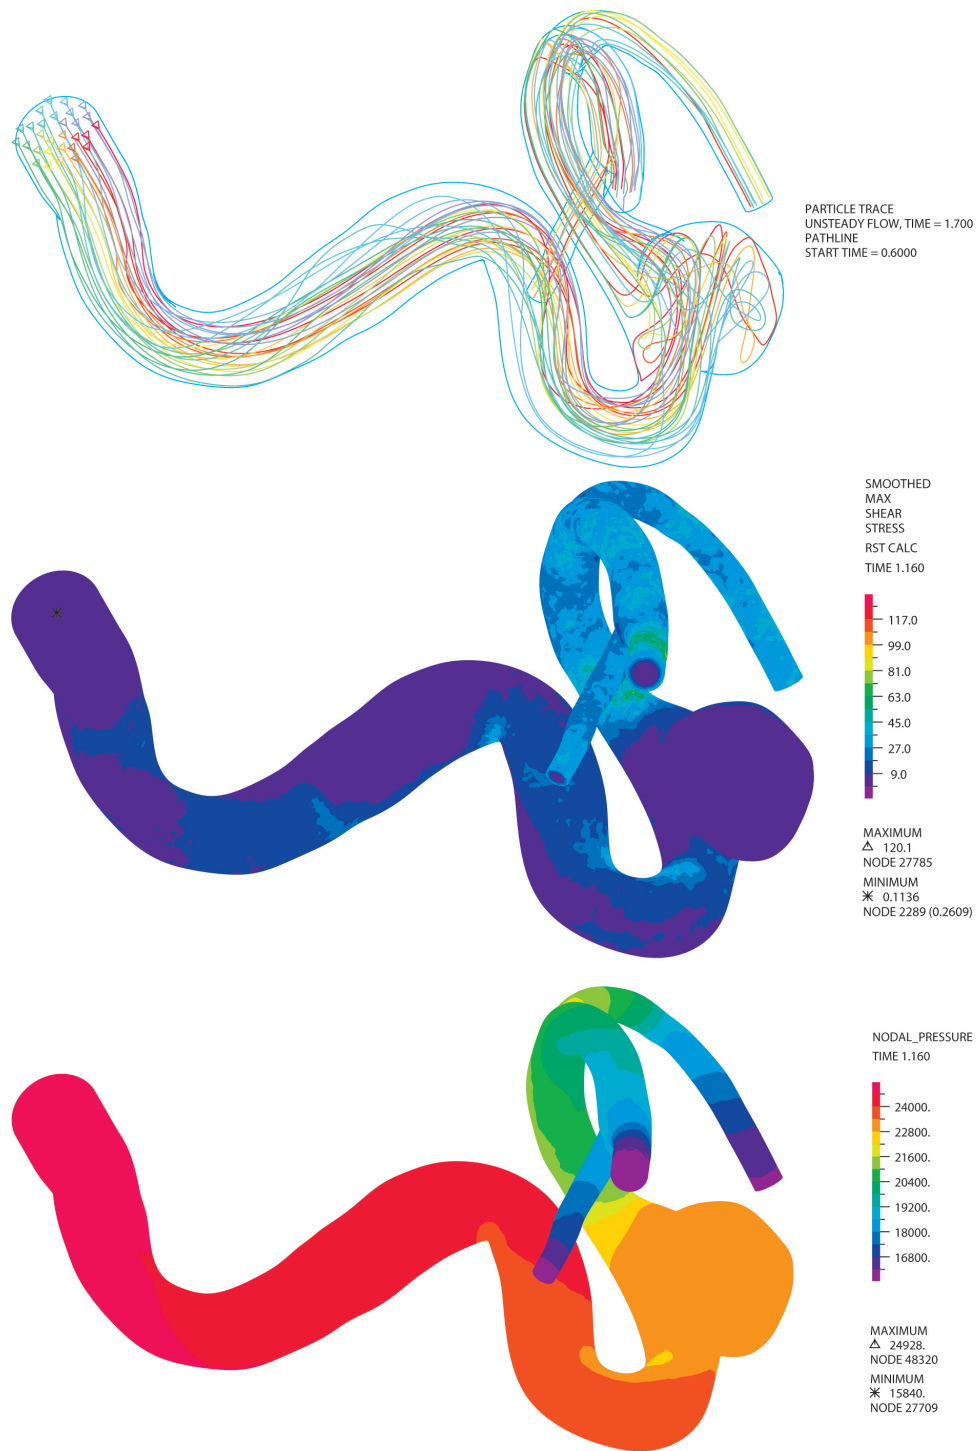 PARTICLE TRACE
UNSTEADY FLOW, TIME = 1.700
PATHLINE
START TIME = 0.6000
SMOOTHED
MAX
SHEAR
STRESS
RST CALC
TIME 1.160
117.0
99.0
81.0
63.0
45.0
27.0
9.0
MAXIMUM
△ 120.1
NODE 27785
MINIMUM
✳ 0.1136
NODE 2289 (0.2609)
NODAL_PRESSURE
TIME 1.160
24000.
22800.
21600.
20400.
19200.
18000.
16800.
MAXIMUM
△ 24928.
NODE 48320
MINIMUM
✳ 15840.
NODE 27709